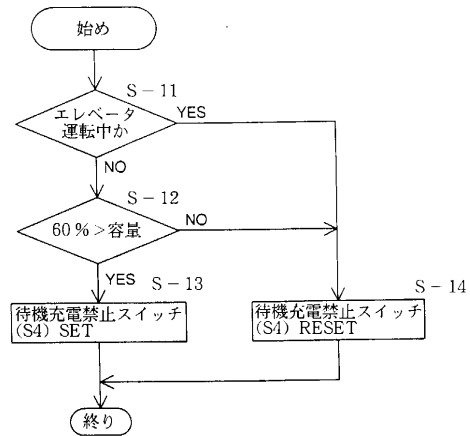 始め
S-11
エレベータ
運転中か
YES
NO
S-12
60%>容量
NO
YES
S-13
待機充電禁止スイッチ
(S4) SET
S-14
待機充電禁止スイッチ
(S4) RESET
終り